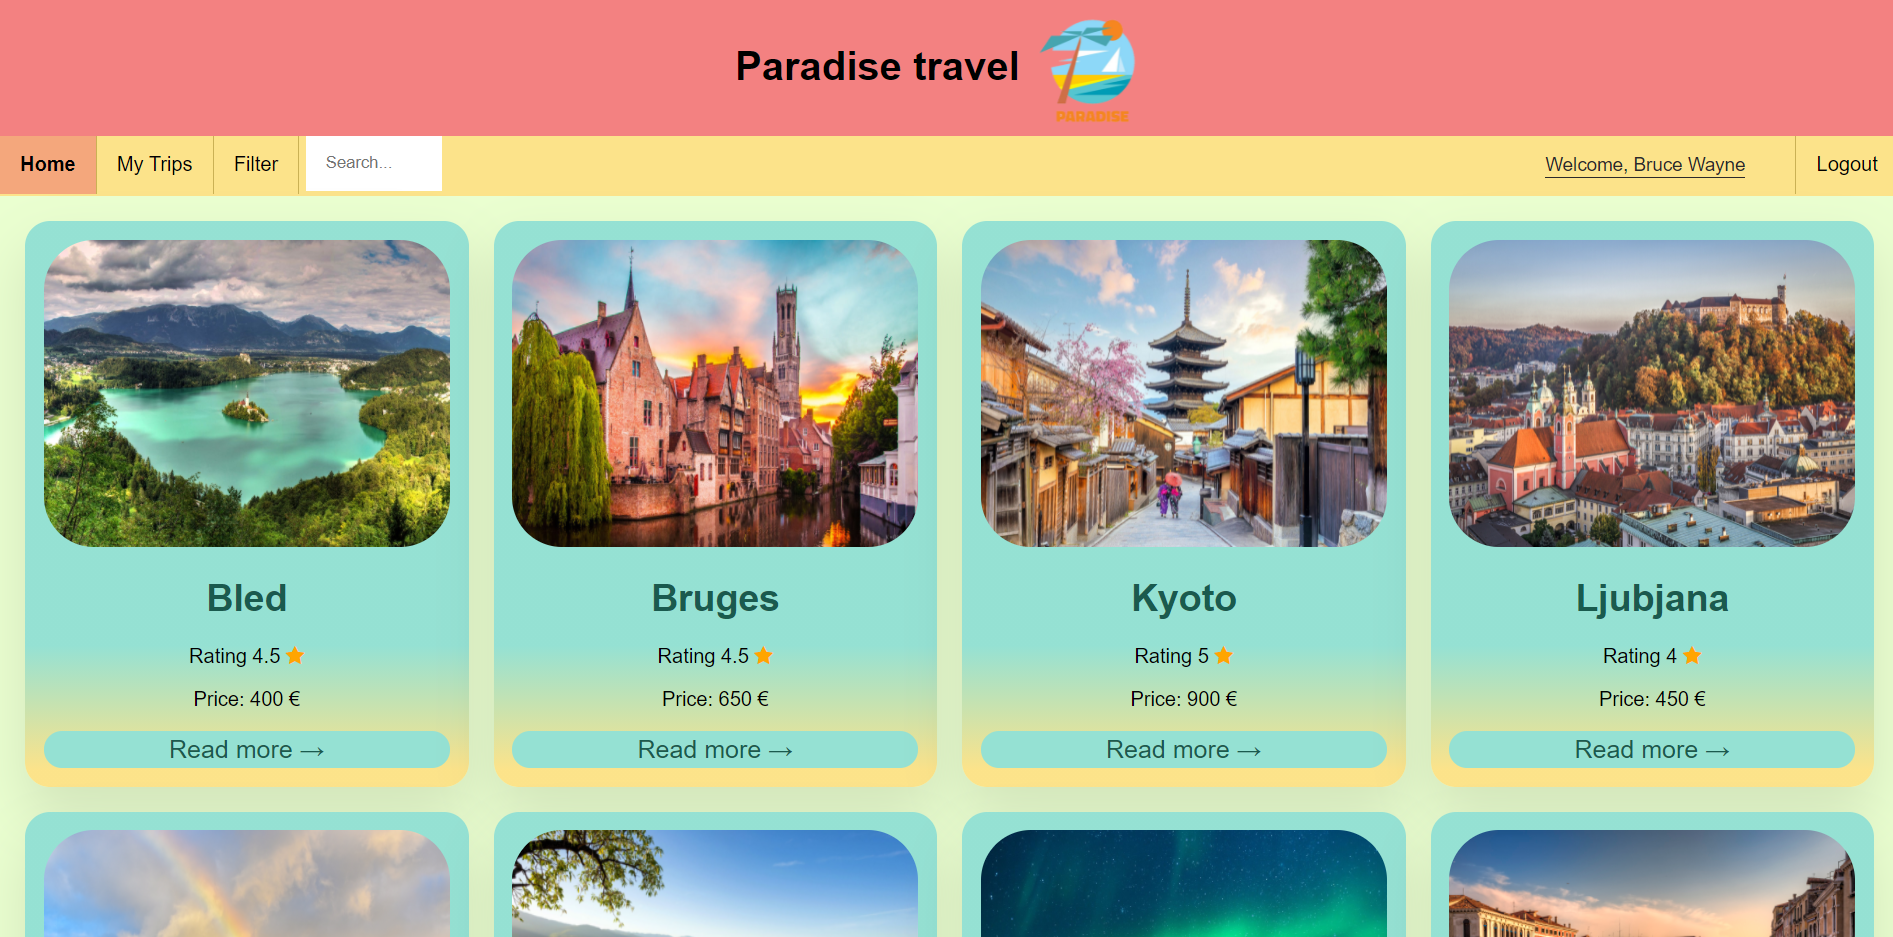 Paradise travel
PARADISE
Home
My Trips
Filter
Search...
Welcome, Bruce Wayne
Logout
Bled
Rating 4.5
Price: 400 €
Read more →
Bruges
Rating 4.5
Price: 650 €
Read more →
Kyoto
Rating 5
Price: 900 €
Read more →
Ljubjana
Rating 4
Price: 450 €
Read more →